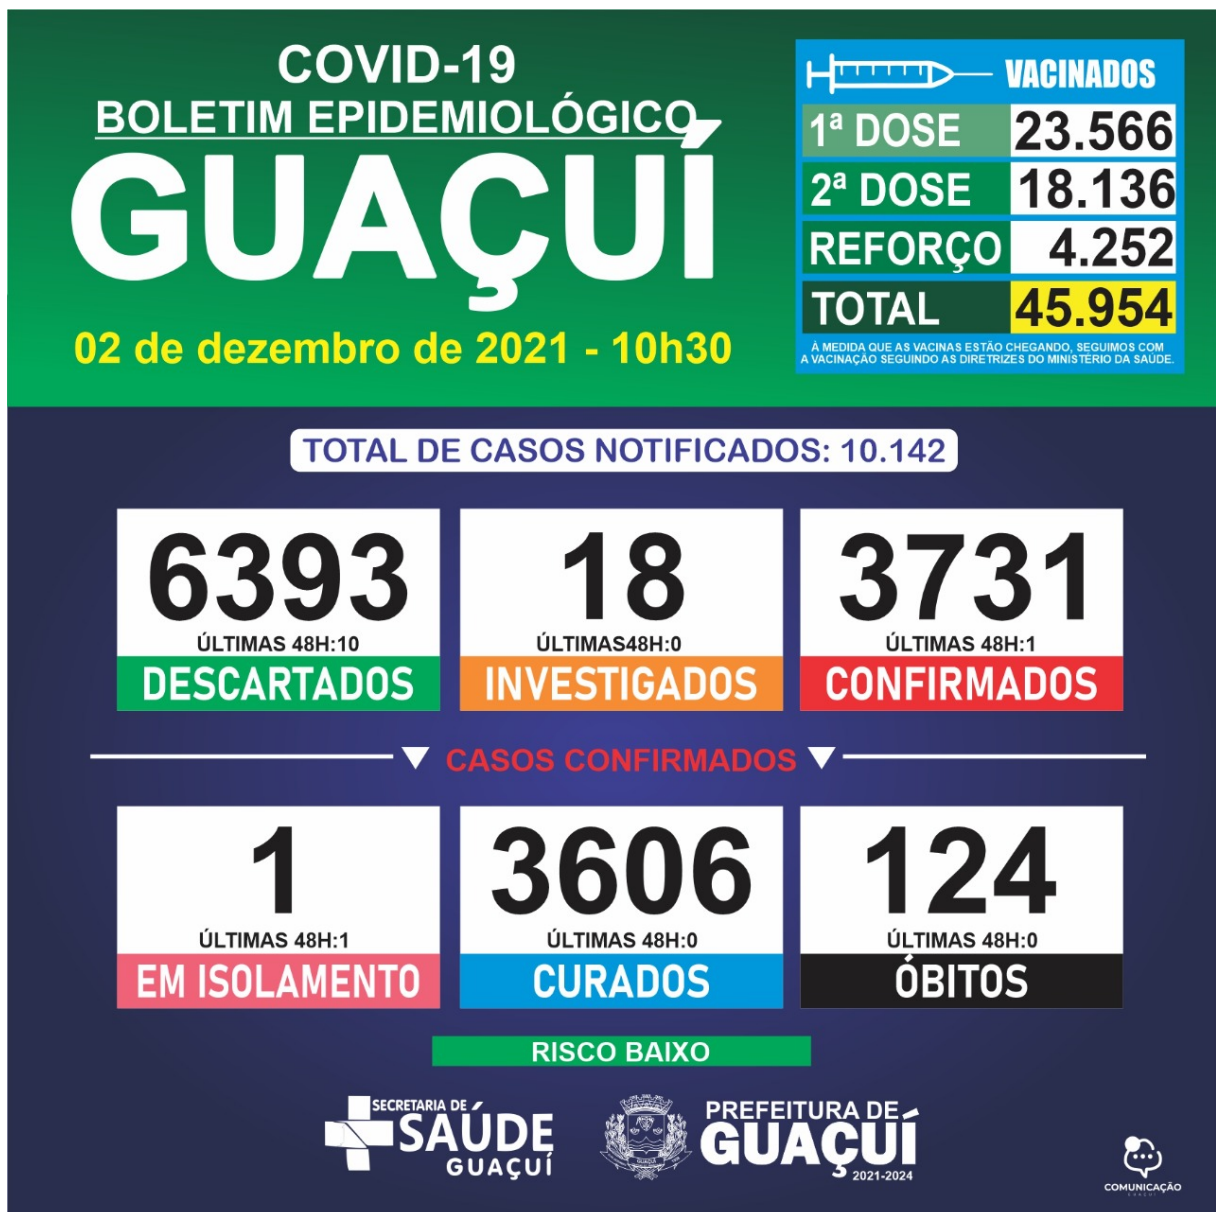 COVID-19
BOLETIM EPIDEMIOLÓGICO
GUAÇUÍ
02 de dezembro de 2021 - 10h30
VACINADOS
1ª DOSE 23.566
2ª DOSE 18.136
REFORÇO 4.252
TOTAL 45.954
À MEDIDA QUE AS VACINAS ESTÃO CHEGANDO, SEGUIMOS COM
A VACINAÇÃO SEGUINDO AS DIRETRIZES DO MINISTÉRIO DA SAÚDE.
TOTAL DE CASOS NOTIFICADOS: 10.142
6393
ÚLTIMAS 48H:10
DESCARTADOS
18
ÚLTIMAS48H:0
INVESTIGADOS
3731
ÚLTIMAS 48H:1
CONFIRMADOS
CASOS CONFIRMADOS
1
ÚLTIMAS 48H:1
EM ISOLAMENTO
3606
ÚLTIMAS 48H:0
CURADOS
124
ÚLTIMAS 48H:0
ÓBITOS
RISCO BAIXO
SECRETARIA DE
SAÚDE
GUAÇUÍ
GUAÇUÍ
PREFEITURA DE
GUAÇUÍ
2021-2024
COMUNICAÇÃO
GUAÇUÍ